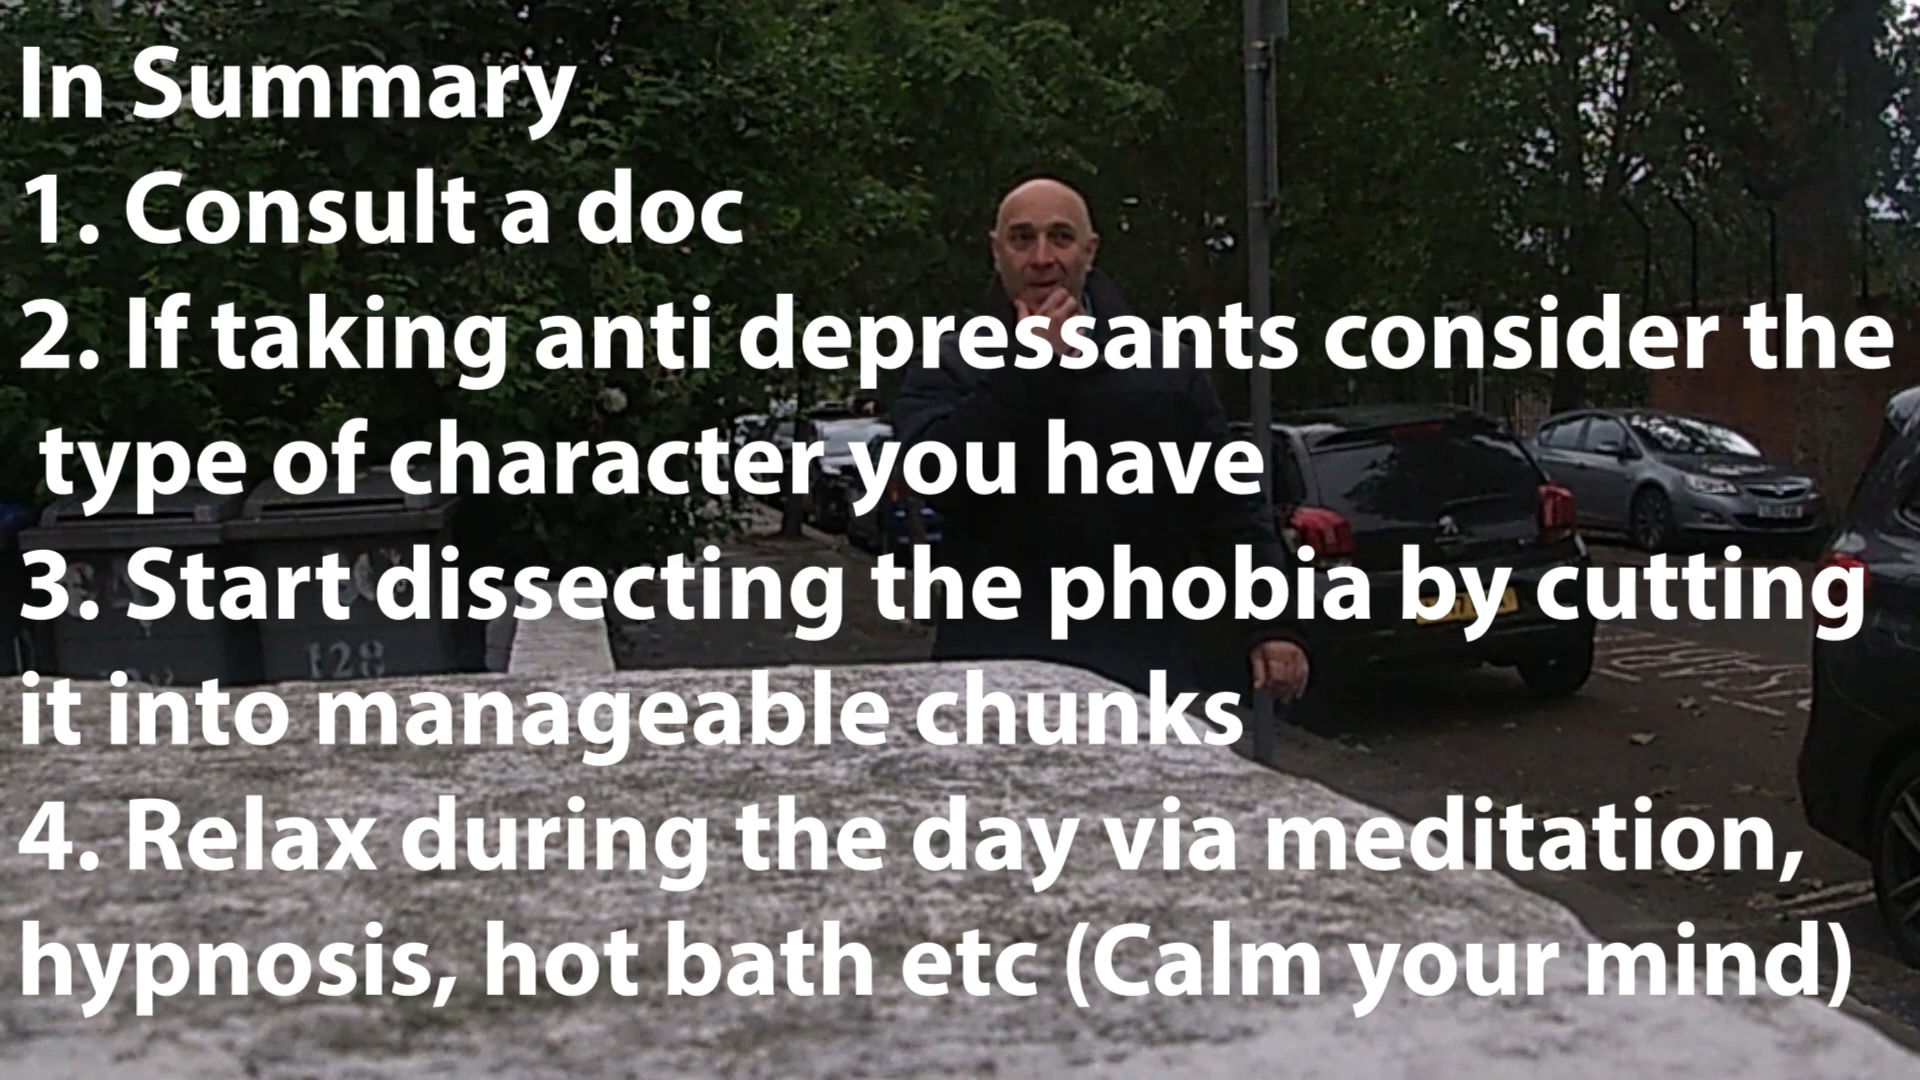 In Summary
1. Consult a doc
2. If taking anti depressants consider the
type of character you have
3. Start dissecting the phobia by cutting
it into manageable chunks
4. Relax during the day via meditation,
hypnosis, hot bath etc (Calm your mind)
128